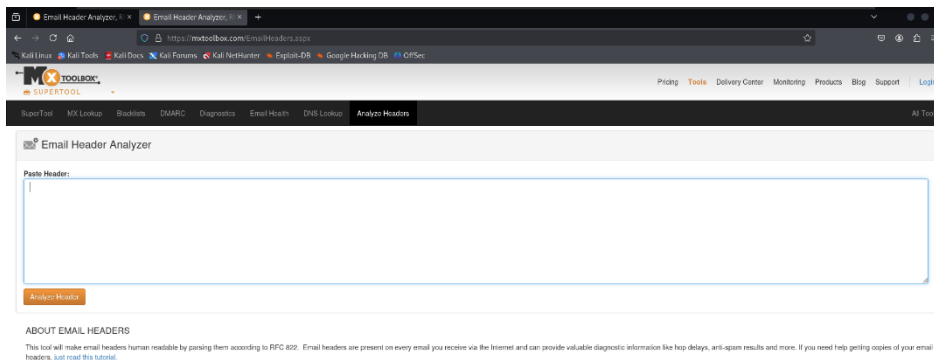 Email Header Analyzer, Email Header Analyzer,
https://mxtoolbox.com/EmailHeaders.aspx
Kali Linux Kali Tools Kali Docs Kali Forums Kali NetHunter Exploit-DB Google Hacking DB OffSec
MX TOOLBOX
SUPERTOOL
Pricing Tools Delivery Center Monitoring Products Blog Support Login
SuperTool MX Lookup Blacklists DMARC Diagnostics Email Health DNS Lookup Analyze Headers All Too
Email Header Analyzer
Paste Header:
Analyze Header
ABOUT EMAIL HEADERS
This tool will make email headers human readable by parsing them according to RFC 822. Email headers are present on every email you receive via the Internet and can provide valuable diagnostic information like hop delays, anti-spam results and more. If you need help getting copies of your email
headers, just read this tutorial.